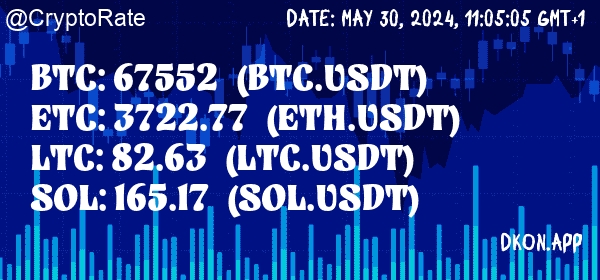 @CryptoRate
DATE: MAY 30, 2024, 11:05:05 GMT+1
BTC: 67552 (BTC.USDT)
ETC: 3722.77 (ETH.USDT)
LTC: 82.63 (LTC.USDT)
SOL: 165.17 (SOL.USDT)
DKON.APP